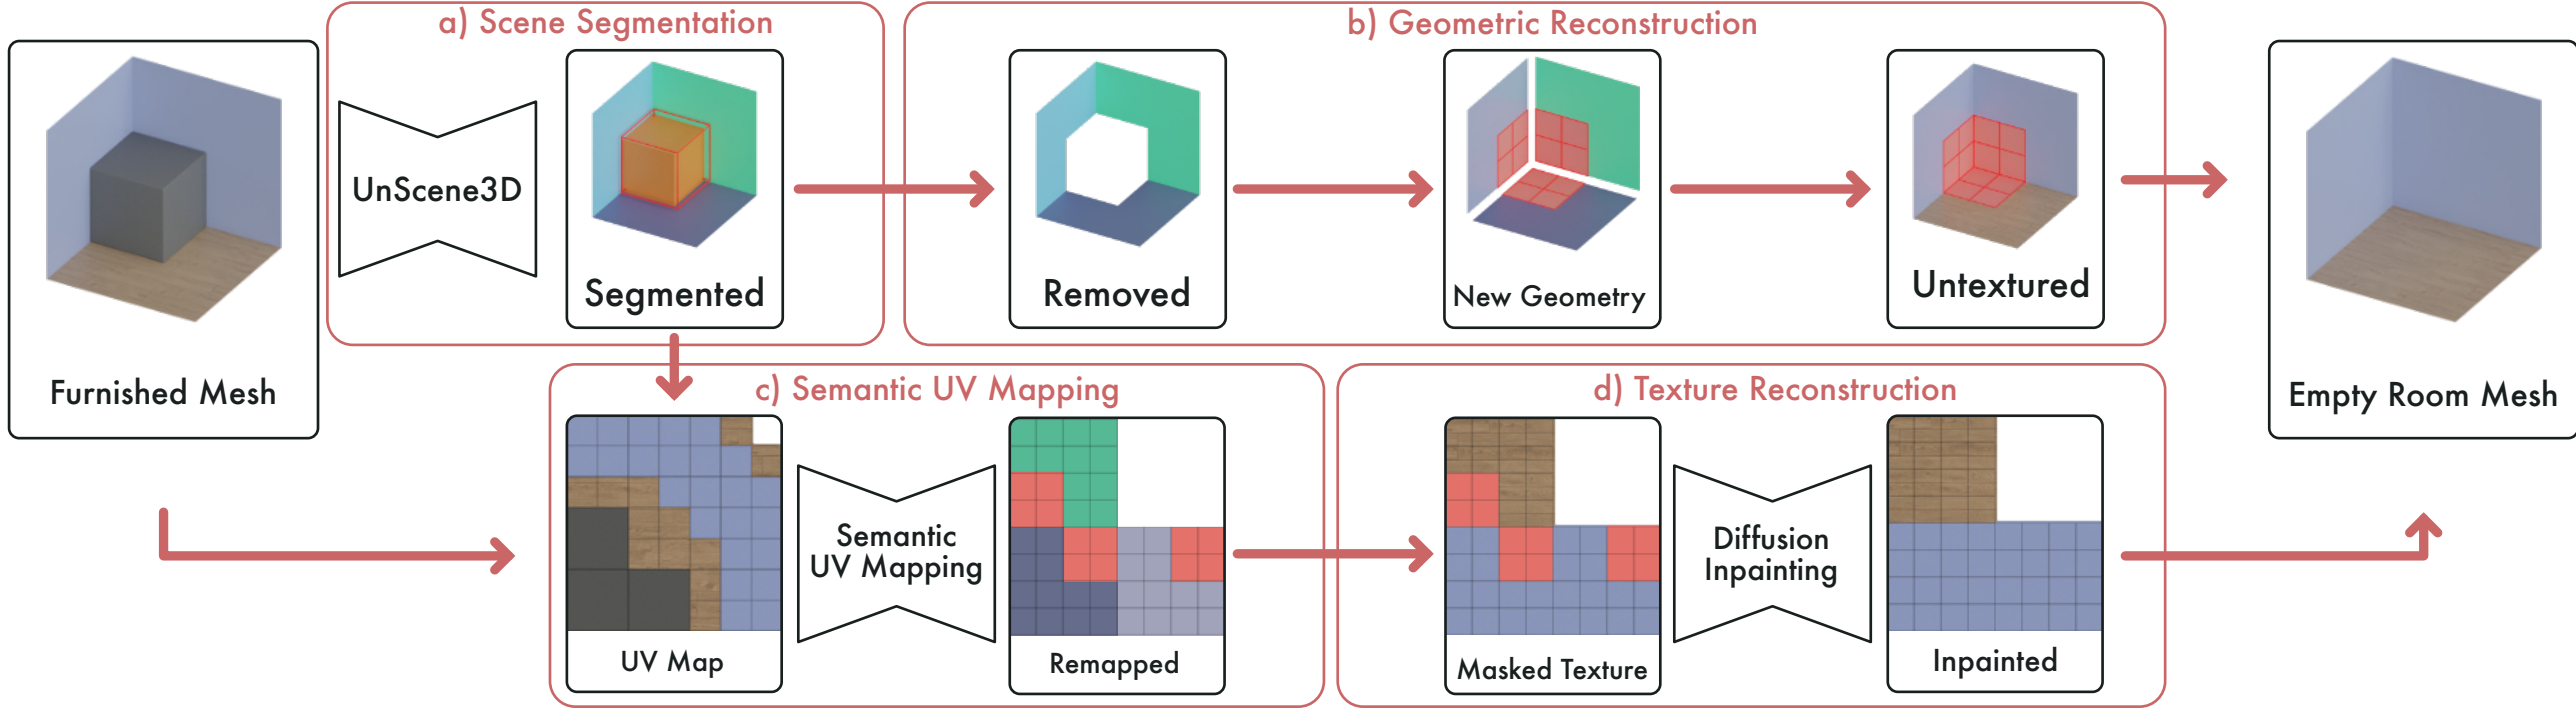 a) Scene Segmentation
b) Geometric Reconstruction
UnScene3D
Segmented
Removed
New Geometry
Untextured
Furnished Mesh
Empty Room Mesh
c) Semantic UV Mapping
d) Texture Reconstruction
Semantic
UV Mapping
Diffusion
Inpainting
UV Map
Remapped
Masked Texture
Inpainted